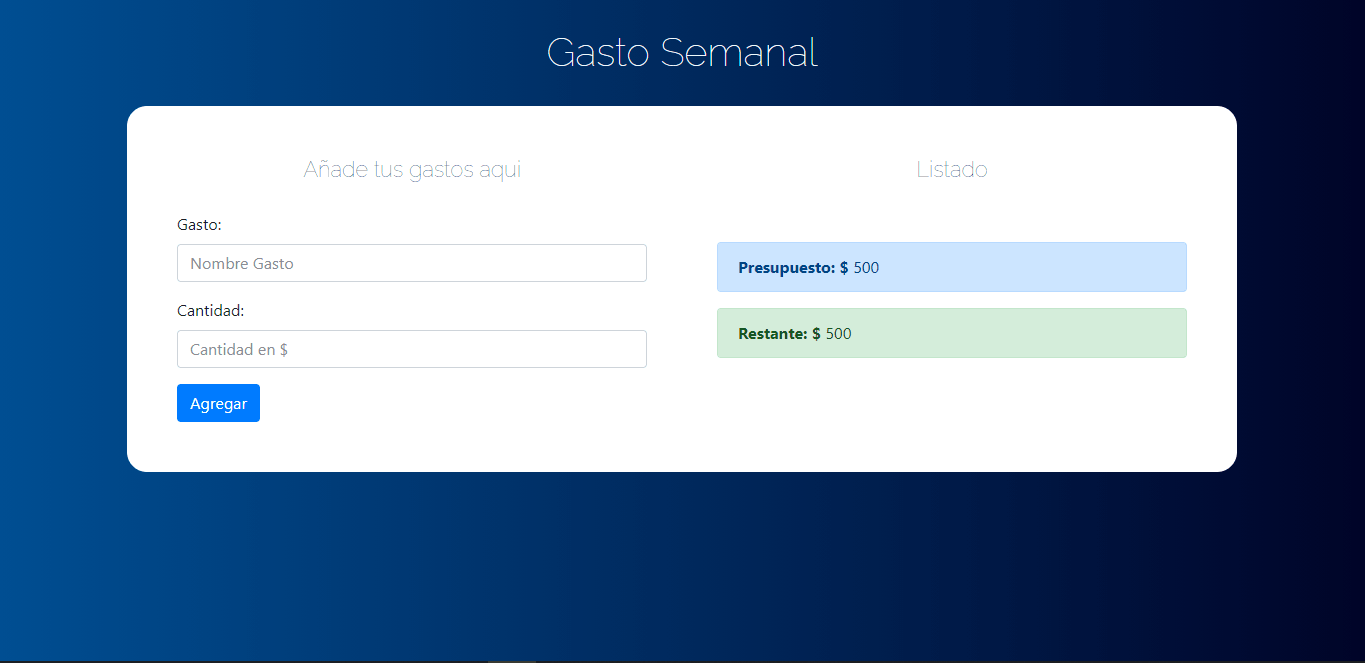 Gasto Semanal
Añade tus gastos aqui
Gasto:
Nombre Gasto
Cantidad:
Cantidad en $
Agregar
Listado
Presupuesto: $ 500
Restante: $ 500